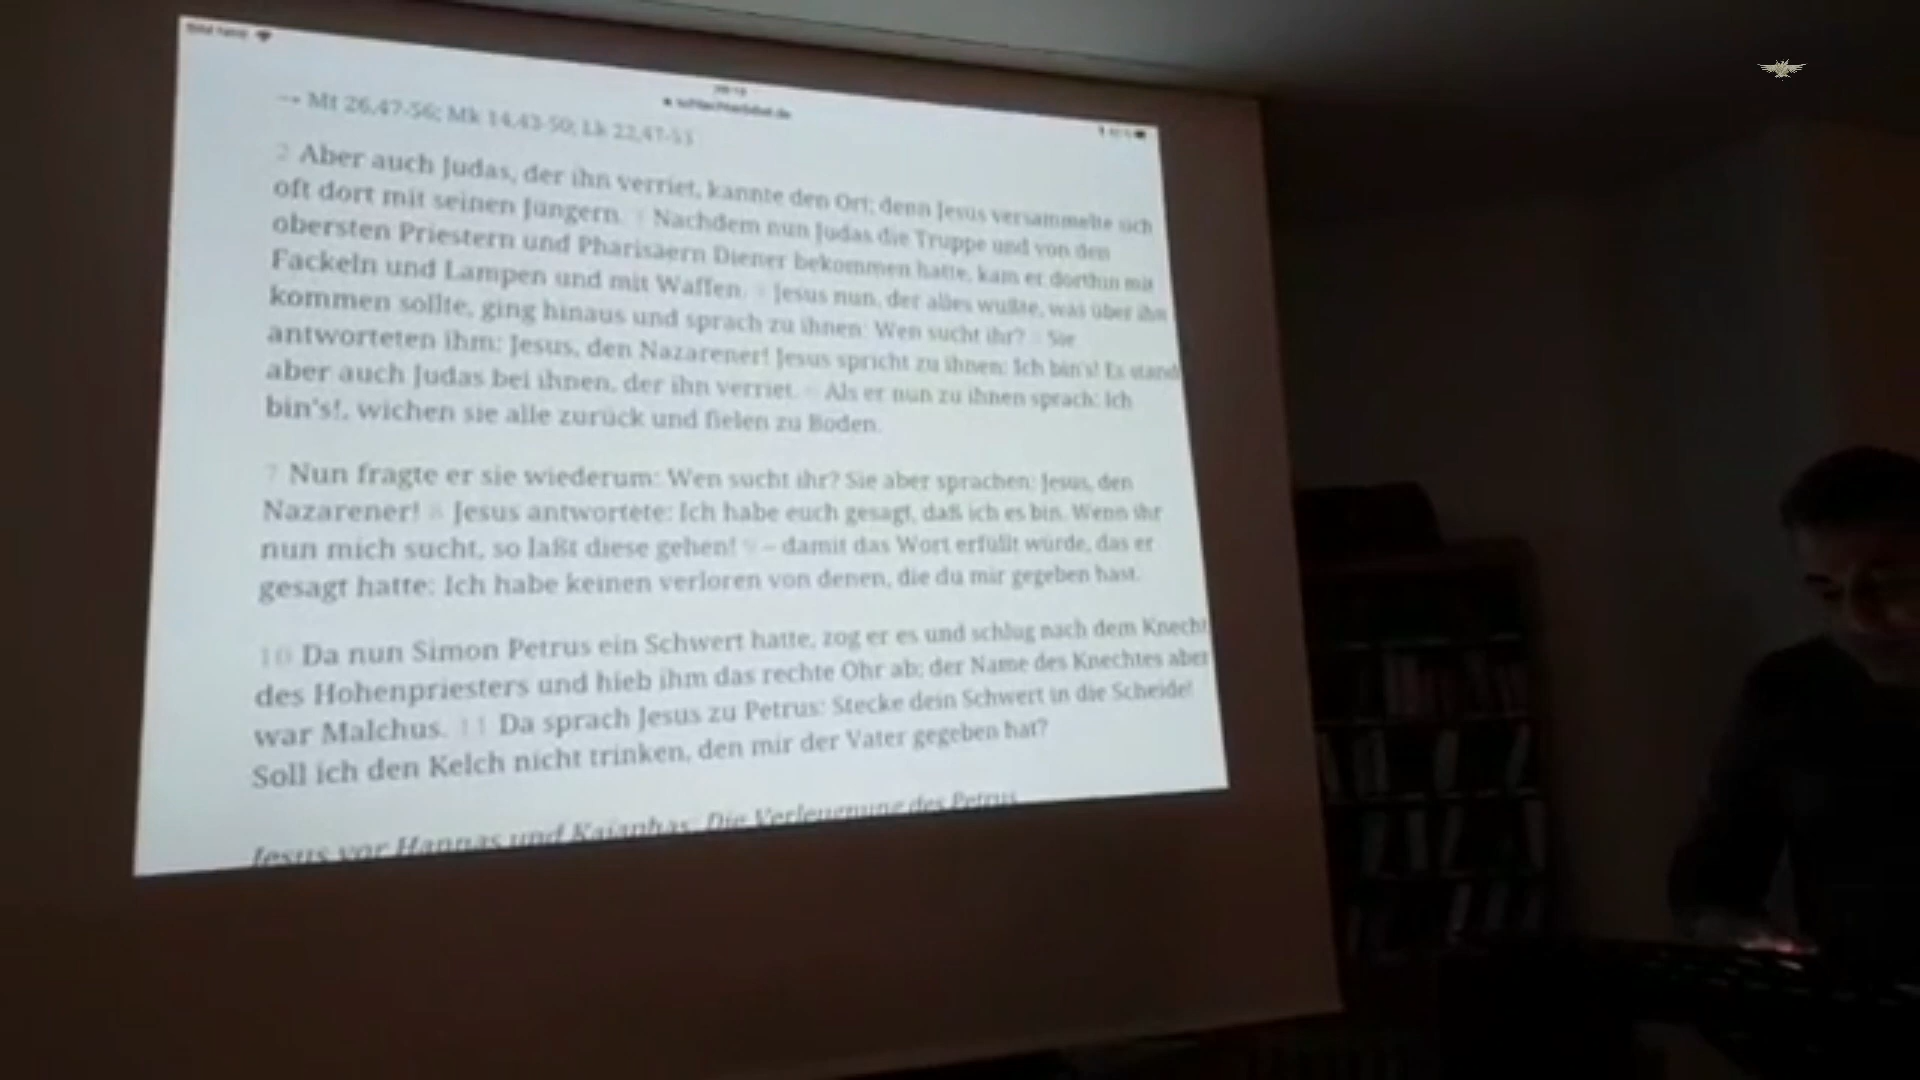 → Mt 26,47-56; Mk 14,43-50; Lk 22,47-53
2 Aber auch Judas, der ihn verriet, kannte den Ort; denn Jesus versammelte sich
oft dort mit seinen Jüngern. 3 Nachdem nun Judas die Truppe und von den
obersten Priestern und Pharisäern Diener bekommen hatte, kam er dorthin mit
Fackeln und Lampen und mit Waffen. Jesus nun, der alles wußte, was über ihn
kommen sollte, ging hinaus und sprach zu ihnen: Wen sucht ihr? Sie
antworteten ihm: Jesus, den Nazarener! Jesus spricht zu ihnen: Ich bin's! Es stand
aber auch Judas bei ihnen, der ihn verriet. Als er nun zu ihnen sprach: Ich
bin's!, wichen sie alle zurück und fielen zu Boden.
7 Nun fragte er sie wiederum: Wen sucht ihr? Sie aber sprachen: Jesus, den
Nazarener! 8 Jesus antwortete: Ich habe euch gesagt, daß ich es bin. Wenn ihr
nun mich sucht, so laßt diese gehen! 9 – damit das Wort erfüllt würde, das er
gesagt hatte: Ich habe keinen verloren von denen, die du mir gegeben hast.
10 Da nun Simon Petrus ein Schwert hatte, zog er es und schlug nach dem Knecht
des Hohenpriesters und hieb ihm das rechte Ohr ab; der Name des Knechtes aber
war Malchus. 11 Da sprach Jesus zu Petrus: Stecke dein Schwert in die Scheide!
Soll ich den Kelch nicht trinken, den mir der Vater gegeben hat?
Jesus vor Hannas und Kajaphas. Die Verleugnung des Petrus